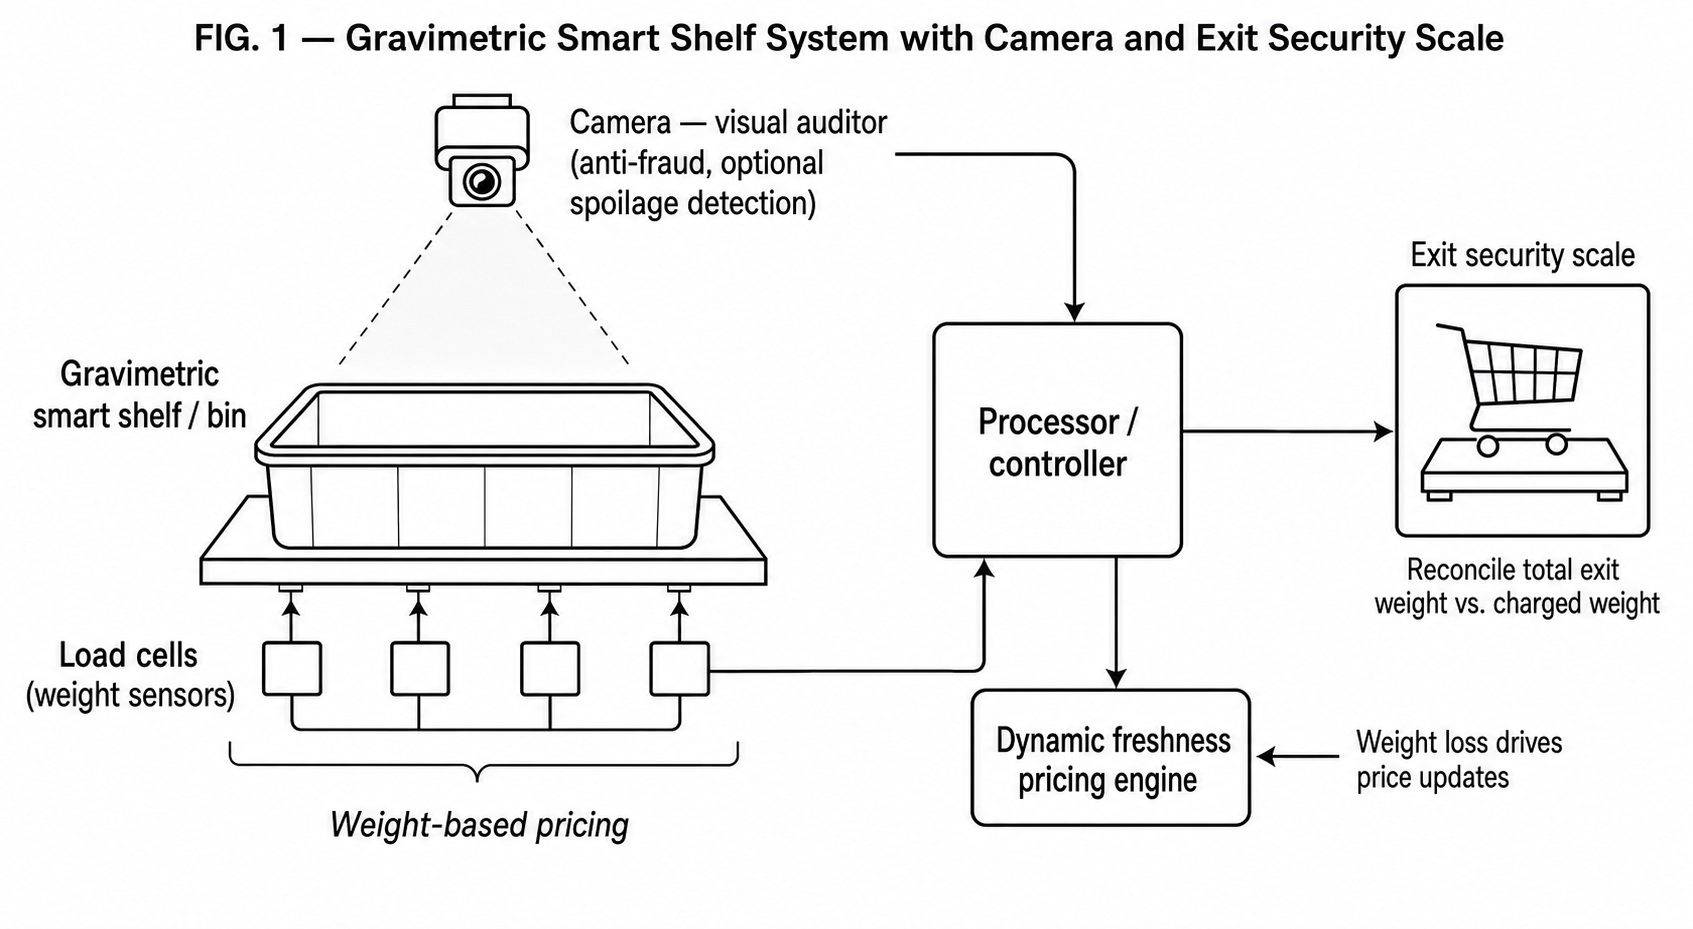 FIG. 1 — Gravimetric Smart Shelf System with Camera and Exit Security Scale
Camera — visual auditor
(anti-fraud, optional
spoilage detection)
Exit security scale
Gravimetric
smart shelf / bin
Processor /
controller
Reconcile total exit
weight vs. charged weight
Load cells
(weight sensors)
Dynamic freshness
pricing engine
Weight loss drives
price updates
Weight-based pricing